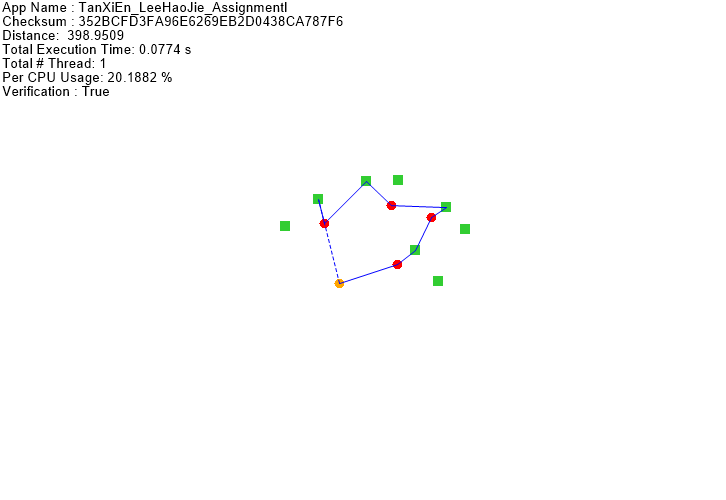 App Name : TanXiEn_LeeHaoJie_AssignmentI
Checksum : 352BCFD3FA96E6269EB2D0438CA787F6
Distance:  398.9509
Total Execution Time: 0.0774 s
Total # Thread: 1
Per CPU Usage: 20.1882 %
Verification : True